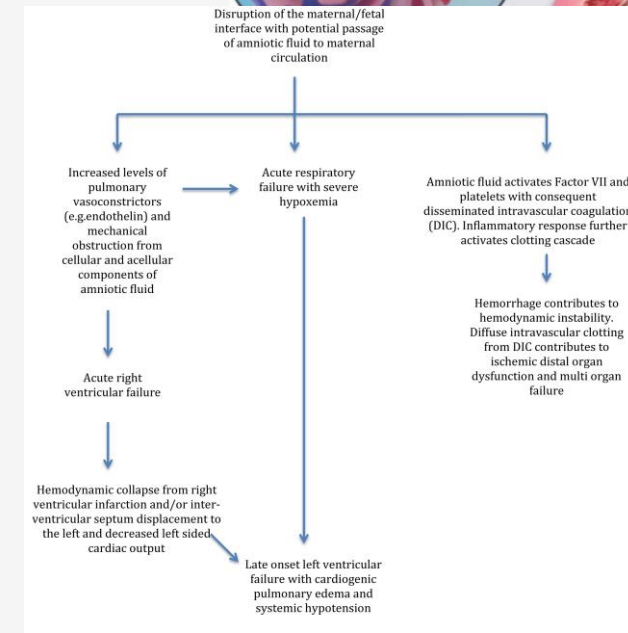 Disruption of the maternal/fetal
interface with potential passage
of amniotic fluid to maternal
circulation
Increased levels of
pulmonary
vasoconstrictors
(e.g.endothelin) and
mechanical
obstruction from
cellular and acellular
components of
amniotic fluid
Acute respiratory
failure with severe
hypoxemia
Amniotic fluid activates Factor VII and
platelets with consequent
disseminated intravascular coagulation
(DIC). Inflammatory response further
activates clotting cascade
Hemorrhage contributes to
hemodynamic instability.
Diffuse intravascular clotting
from DIC contributes to
ischemic distal organ
dysfunction and multi organ
failure
Acute right
ventricular failure
Hemodynamic collapse from right
ventricular infarction and/or inter-
ventricular septum displacement to
the left and decreased left sided
cardiac output
Late onset left ventricular
failure with cardiogenic
pulmonary edema and
systemic hypotension